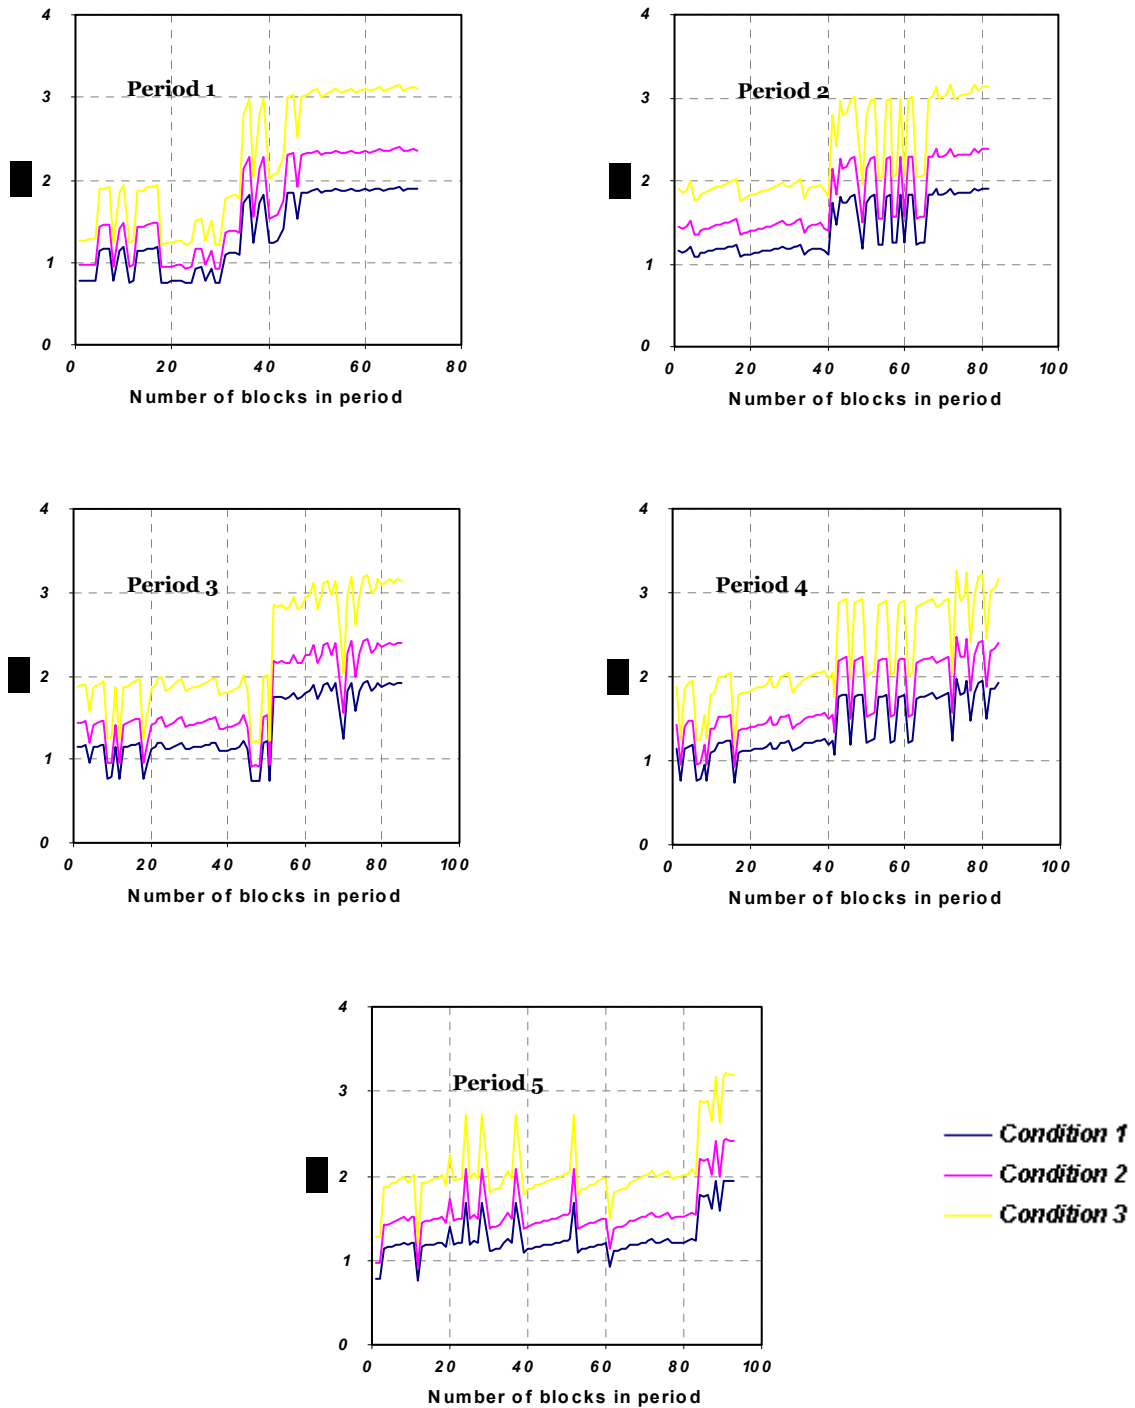 4
Period 1
3
2
1
0
0 20 40 60 80
Number of blocks in period
4
Period 2
3
2
1
0
0 20 40 60 80 100
Number of blocks in period
4
Period 3
3
2
1
0
0 20 40 60 80 100
Number of blocks in period
4
Period 4
3
2
1
0
0 20 40 60 80 100
Number of blocks in period
4
Period 5
3
2
1
0
0 20 40 60 80 100
Number of blocks in period
Condition 1
Condition 2
Condition 3